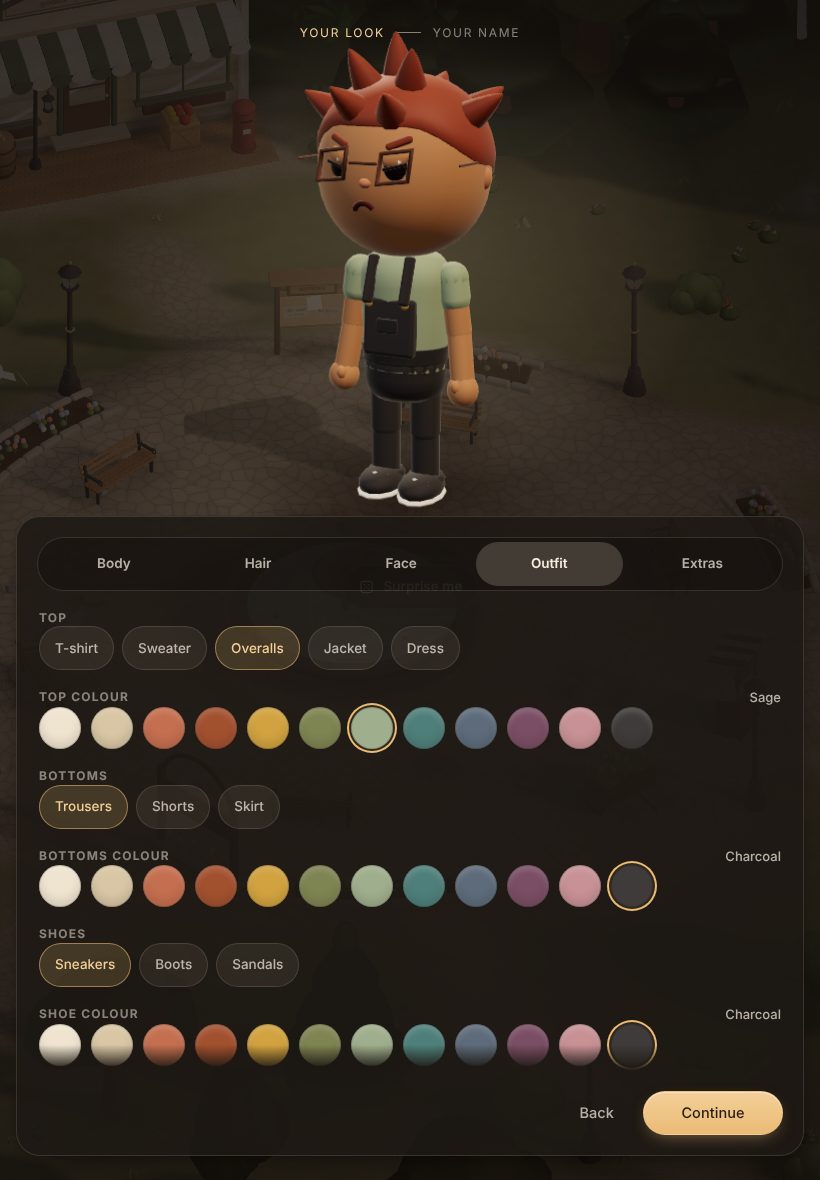 YOUR LOOK — YOUR NAME
Body Hair Face Outfit Extras
Surprise me
TOP
T-shirt Sweater Overalls Jacket Dress
TOP COLOUR Sage
BOTTOMS
Trousers Shorts Skirt
BOTTOMS COLOUR Charcoal
SHOES
Sneakers Boots Sandals
SHOE COLOUR Charcoal
Back Continue